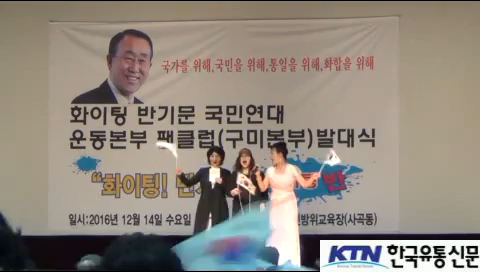 국가를 위해,국민을 위해,통일을 위해,화합을 위해
화이팅 반기문 국민연대
운동본부 팬클럽(구미본부)발대식
“화이팅! 반
일시:2016년 12월 14일 수요일
민방위교육장(사곡동)
KTN 한국유통신문